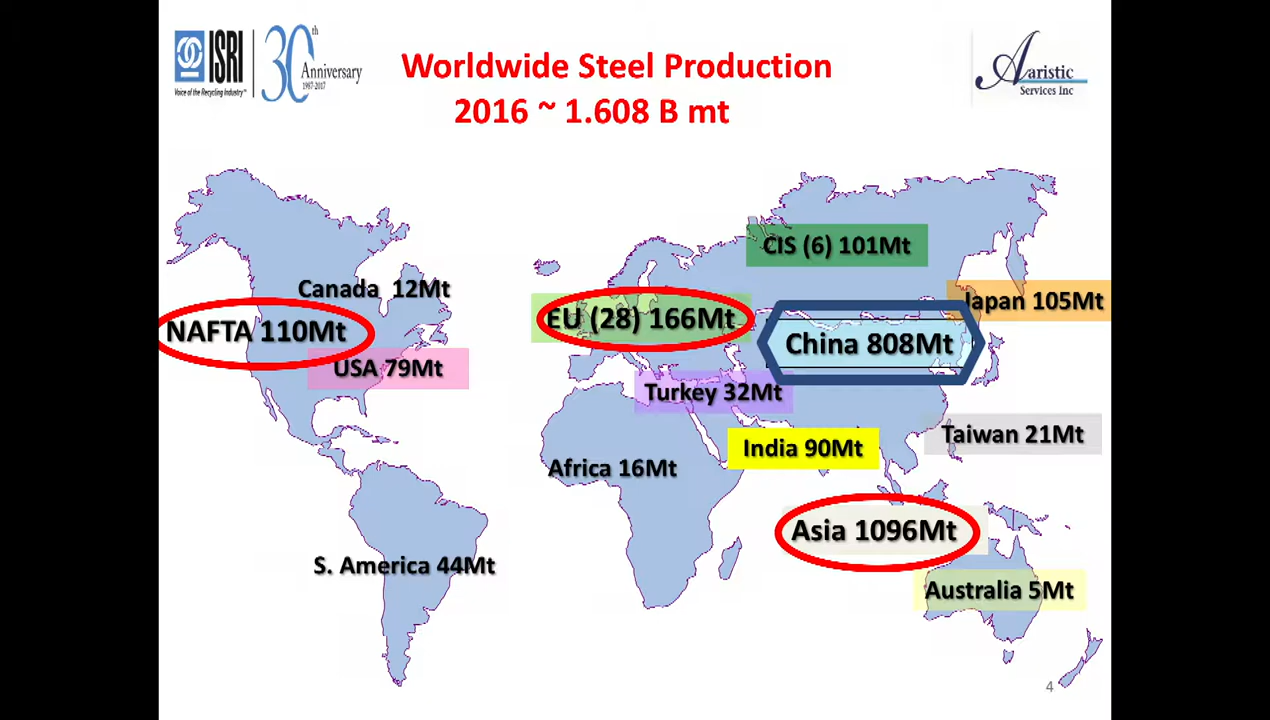 ISRI
Voice of the Recycling Industry™
30th
Anniversary
1987-2017
Worldwide Steel Production
2016 ~ 1.608 B mt
Aaristic
Services Inc
CIS (6) 101Mt
Canada 12Mt
Japan 105Mt
NAFTA 110Mt
EU (28) 166Mt
China 808Mt
USA 79Mt
Turkey 32Mt
Taiwan 21Mt
India 90Mt
Africa 16Mt
Asia 1096Mt
S. America 44Mt
Australia 5Mt
4